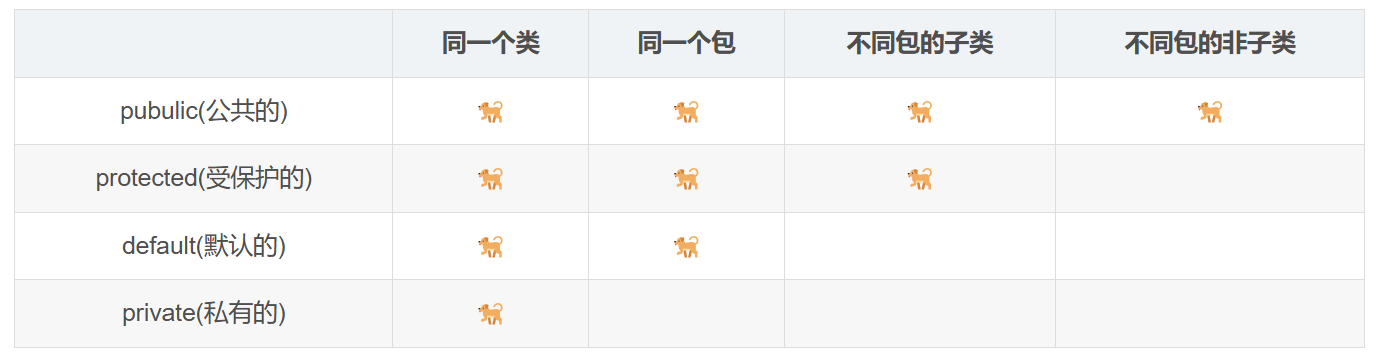 同一个类 同一个包 不同包的子类 不同包的非子类
pubulic(公共的)
protected(受保护的)
default(默认的)
private(私有的)